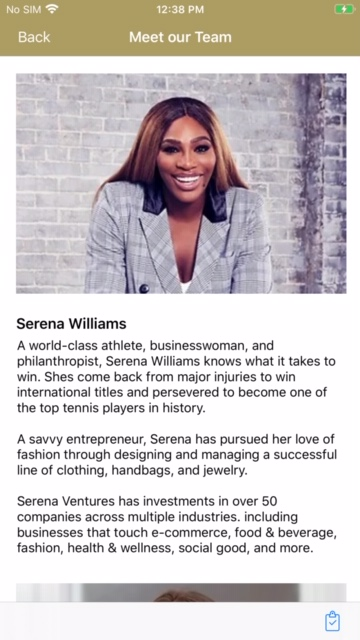 No SIM 12:38 PM
Back Meet our Team
Serena Williams
A world-class athlete, businesswoman, and
philanthropist, Serena Williams knows what it takes to
win. Shes come back from major injuries to win
international titles and persevered to become one of
the top tennis players in history.
A savvy entrepreneur, Serena has pursued her love of
fashion through designing and managing a successful
line of clothing, handbags, and jewelry.
Serena Ventures has investments in over 50
companies across multiple industries. including
businesses that touch e-commerce, food & beverage,
fashion, health & wellness, social good, and more.